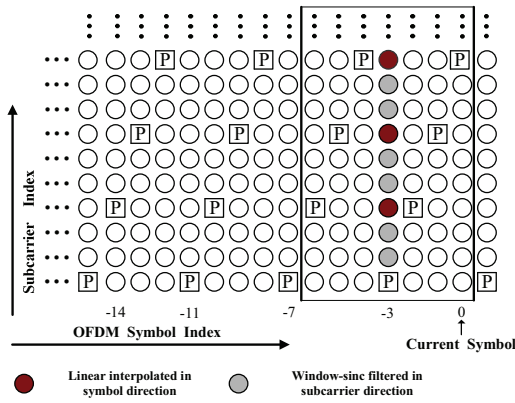 P P P P
P P P P
P P P P
P P P P P
Subcarrier Index
-14 -11 -7 -3 0
OFDM Symbol Index
Current Symbol
Linear interpolated in
symbol direction
Window-sinc filtered in
subcarrier direction